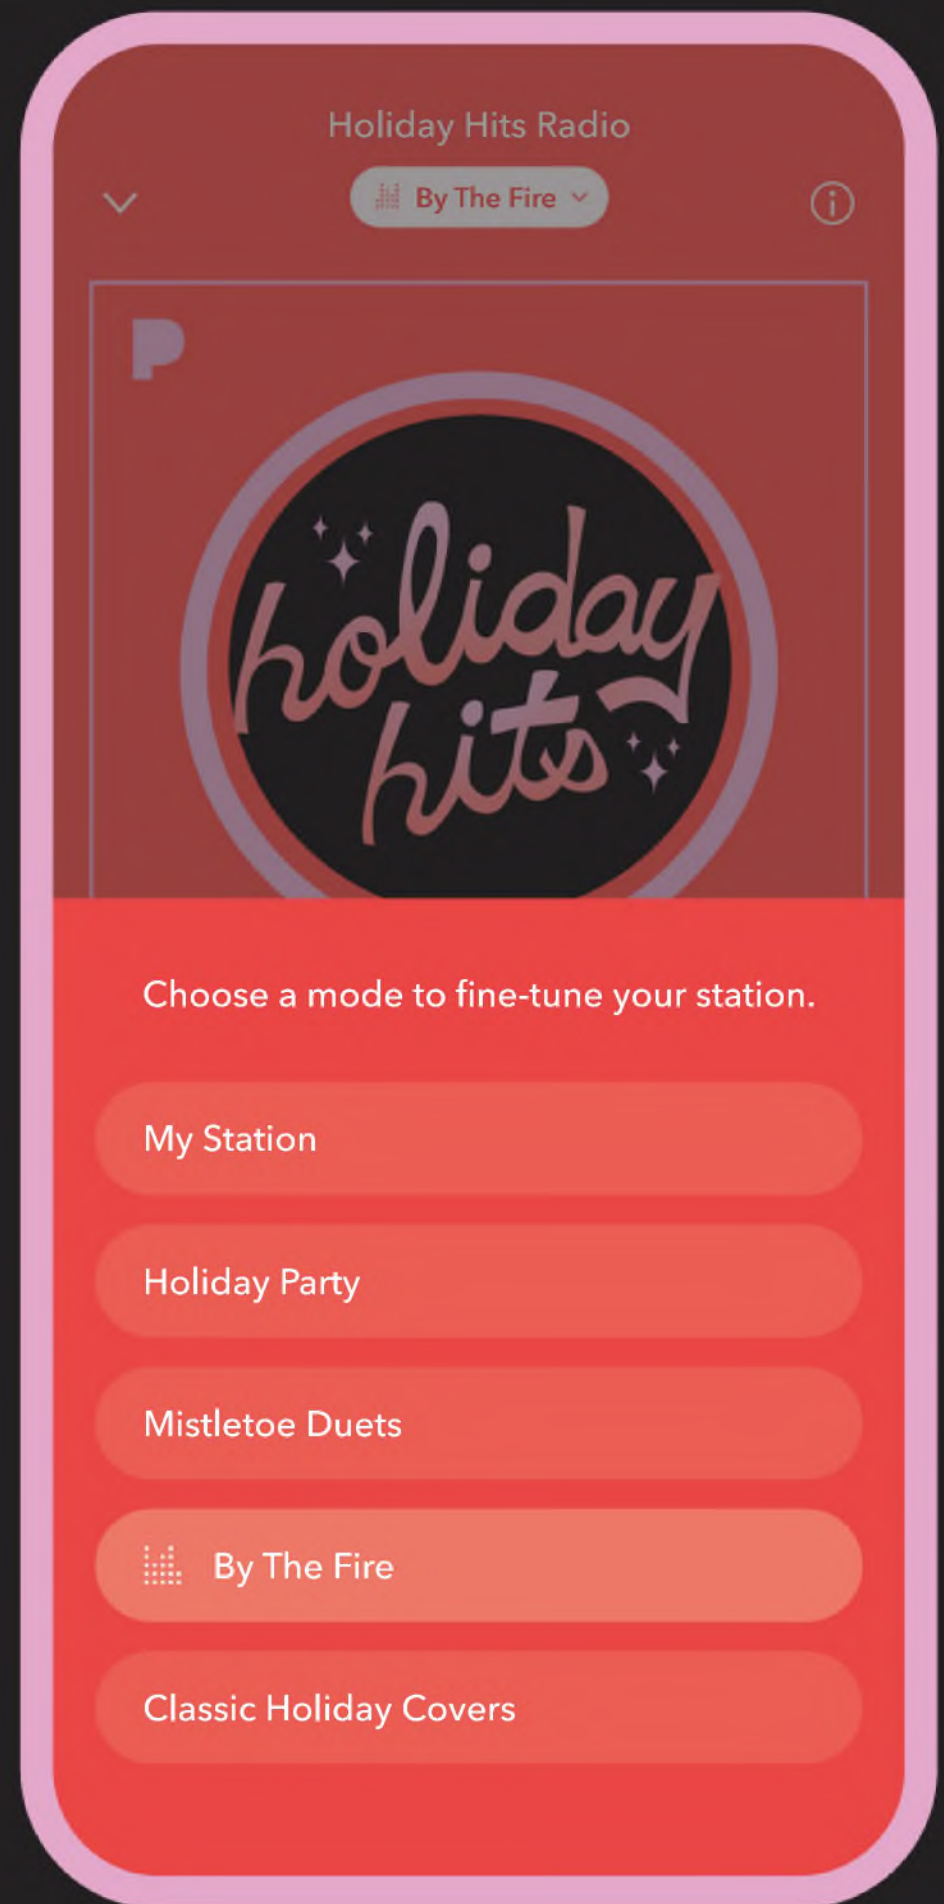 Holiday Hits Radio
By The Fire
P
holiday
hits
Choose a mode to fine-tune your station.
My Station
Holiday Party
Mistletoe Duets
By The Fire
Classic Holiday Covers